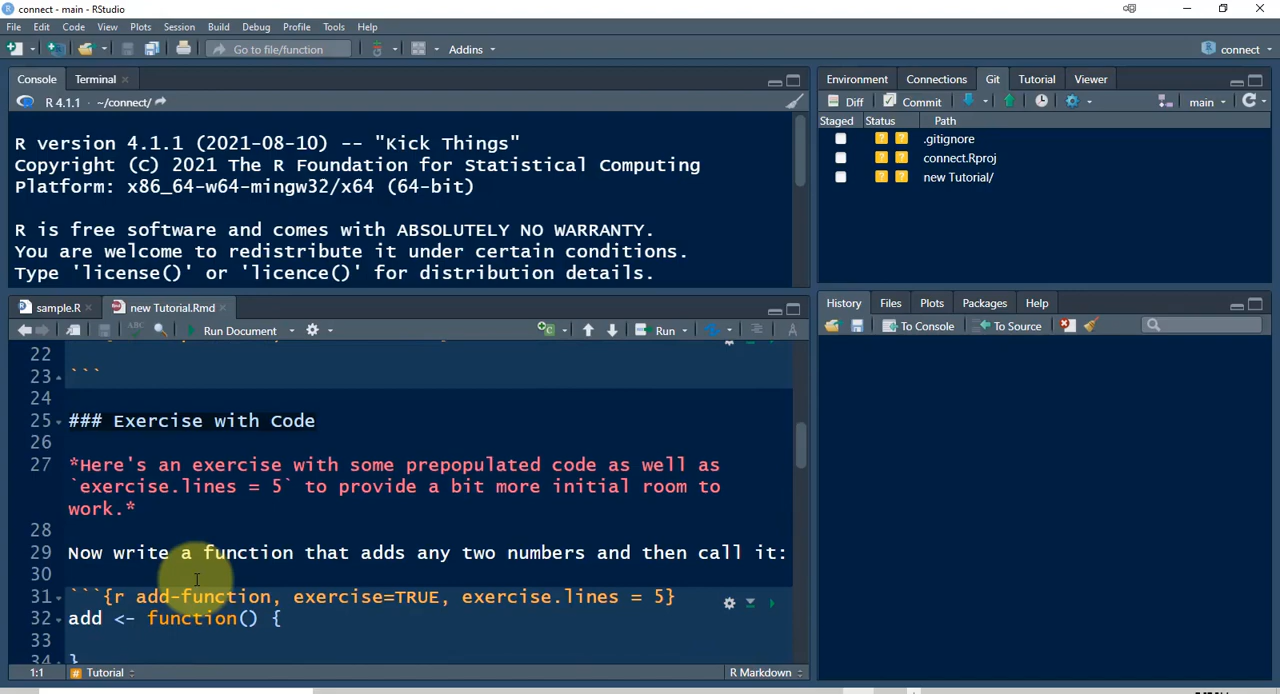 connect - main - RStudio
File Edit Code View Plots Session Build Debug Profile Tools Help
Go to file/function Addins connect
Console Terminal
R 4.1.1 · ~/connect/
R version 4.1.1 (2021-08-10) -- "Kick Things"
Copyright (C) 2021 The R Foundation for Statistical Computing
Platform: x86_64-w64-mingw32/x64 (64-bit)
R is free software and comes with ABSOLUTELY NO WARRANTY.
You are welcome to redistribute it under certain conditions.
Type 'license()' or 'licence()' for distribution details.
sample.R new Tutorial.Rmd
ABC Run Document Run
22
23 ```
24
25 ### Exercise with Code
26
27 *Here's an exercise with some prepopulated code as well as
`exercise.lines = 5` to provide a bit more initial room to
work.*
28
29 Now write a function that adds any two numbers and then call it:
30
31 ```{r add-function, exercise=TRUE, exercise.lines = 5}
32 add <- function() {
33
34 }
1:1 # Tutorial R Markdown
Environment Connections Git Tutorial Viewer
Diff Commit main
Staged Status Path
? ? .gitignore
? ? connect.Rproj
? ? new Tutorial/
History Files Plots Packages Help
To Console To Source